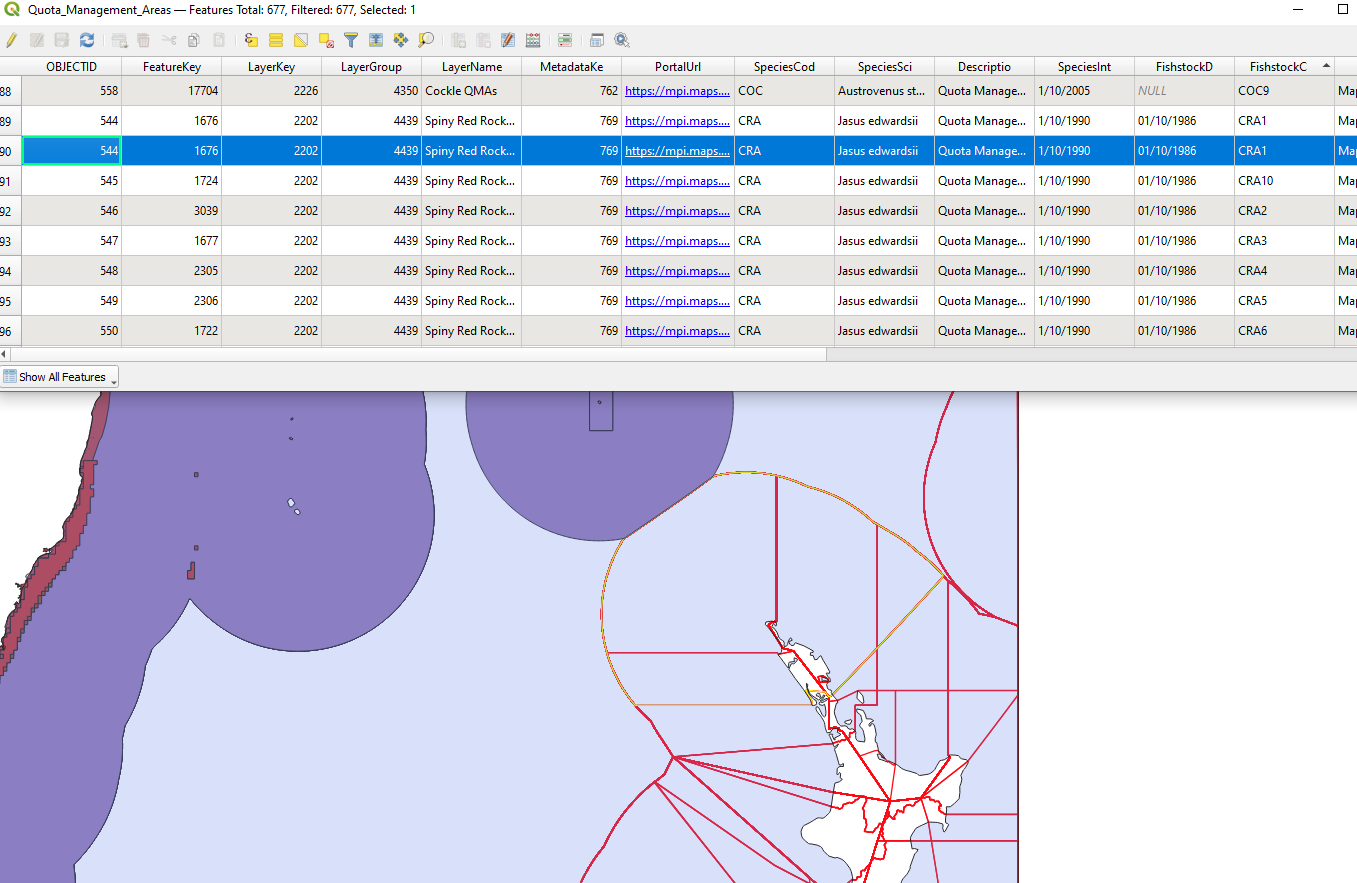 Quota_Management_Areas — Features Total: 677, Filtered: 677, Selected: 1
OBJECTID FeatureKey LayerKey LayerGroup LayerName MetadataKe PortalUrl SpeciesCod SpeciesSci Descriptio SpeciesInt FishstockD FishstockC
88 558 17704 2226 4350 Cockle QMAs 762 https://mpi.maps.... COC Austrovenus st... Quota Manage... 1/10/2005 NULL COC9 Map
89 544 1676 2202 4439 Spiny Red Rock... 769 https://mpi.maps.... CRA Jasus edwardsii Quota Manage... 1/10/1990 01/10/1986 CRA1 Map
90 544 1676 2202 4439 Spiny Red Rock... 769 https://mpi.maps.... CRA Jasus edwardsii Quota Manage... 1/10/1990 01/10/1986 CRA1 Map
91 545 1724 2202 4439 Spiny Red Rock... 769 https://mpi.maps.... CRA Jasus edwardsii Quota Manage... 1/10/1990 01/10/1986 CRA10 Map
92 546 3039 2202 4439 Spiny Red Rock... 769 https://mpi.maps.... CRA Jasus edwardsii Quota Manage... 1/10/1990 01/10/1986 CRA2 Map
93 547 1677 2202 4439 Spiny Red Rock... 769 https://mpi.maps.... CRA Jasus edwardsii Quota Manage... 1/10/1990 01/10/1986 CRA3 Map
94 548 2305 2202 4439 Spiny Red Rock... 769 https://mpi.maps.... CRA Jasus edwardsii Quota Manage... 1/10/1990 01/10/1986 CRA4 Map
95 549 2306 2202 4439 Spiny Red Rock... 769 https://mpi.maps.... CRA Jasus edwardsii Quota Manage... 1/10/1990 01/10/1986 CRA5 Map
96 550 1722 2202 4439 Spiny Red Rock... 769 https://mpi.maps.... CRA Jasus edwardsii Quota Manage... 1/10/1990 01/10/1986 CRA6 Map
Show All Features